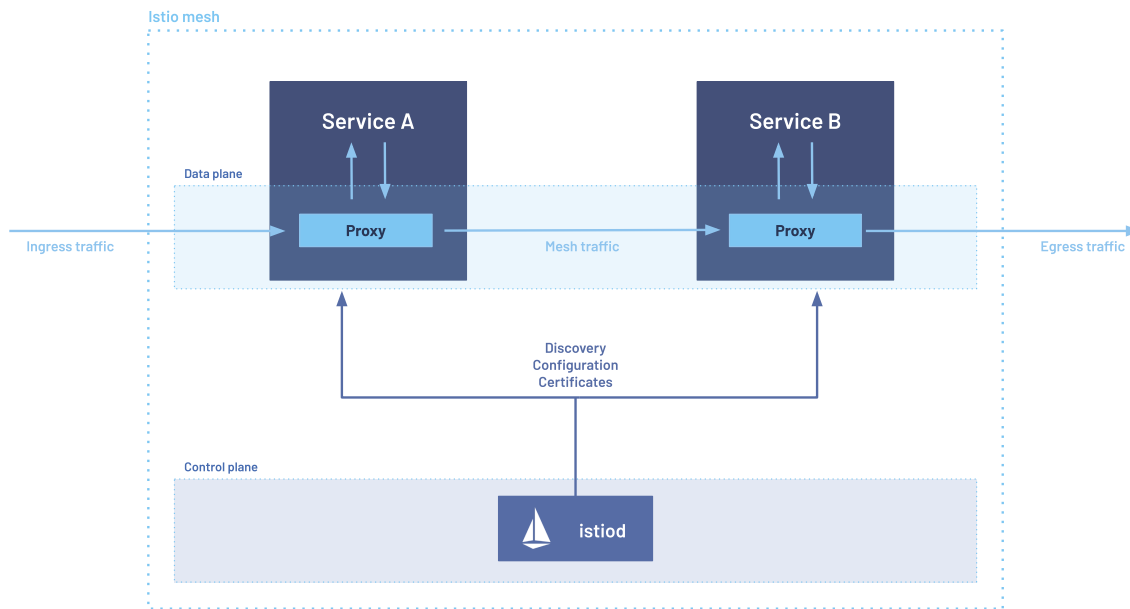 Istio mesh
Service A
Service B
Data plane
Proxy
Proxy
Ingress traffic
Mesh traffic
Egress traffic
Discovery
Configuration
Certificates
Control plane
istiod